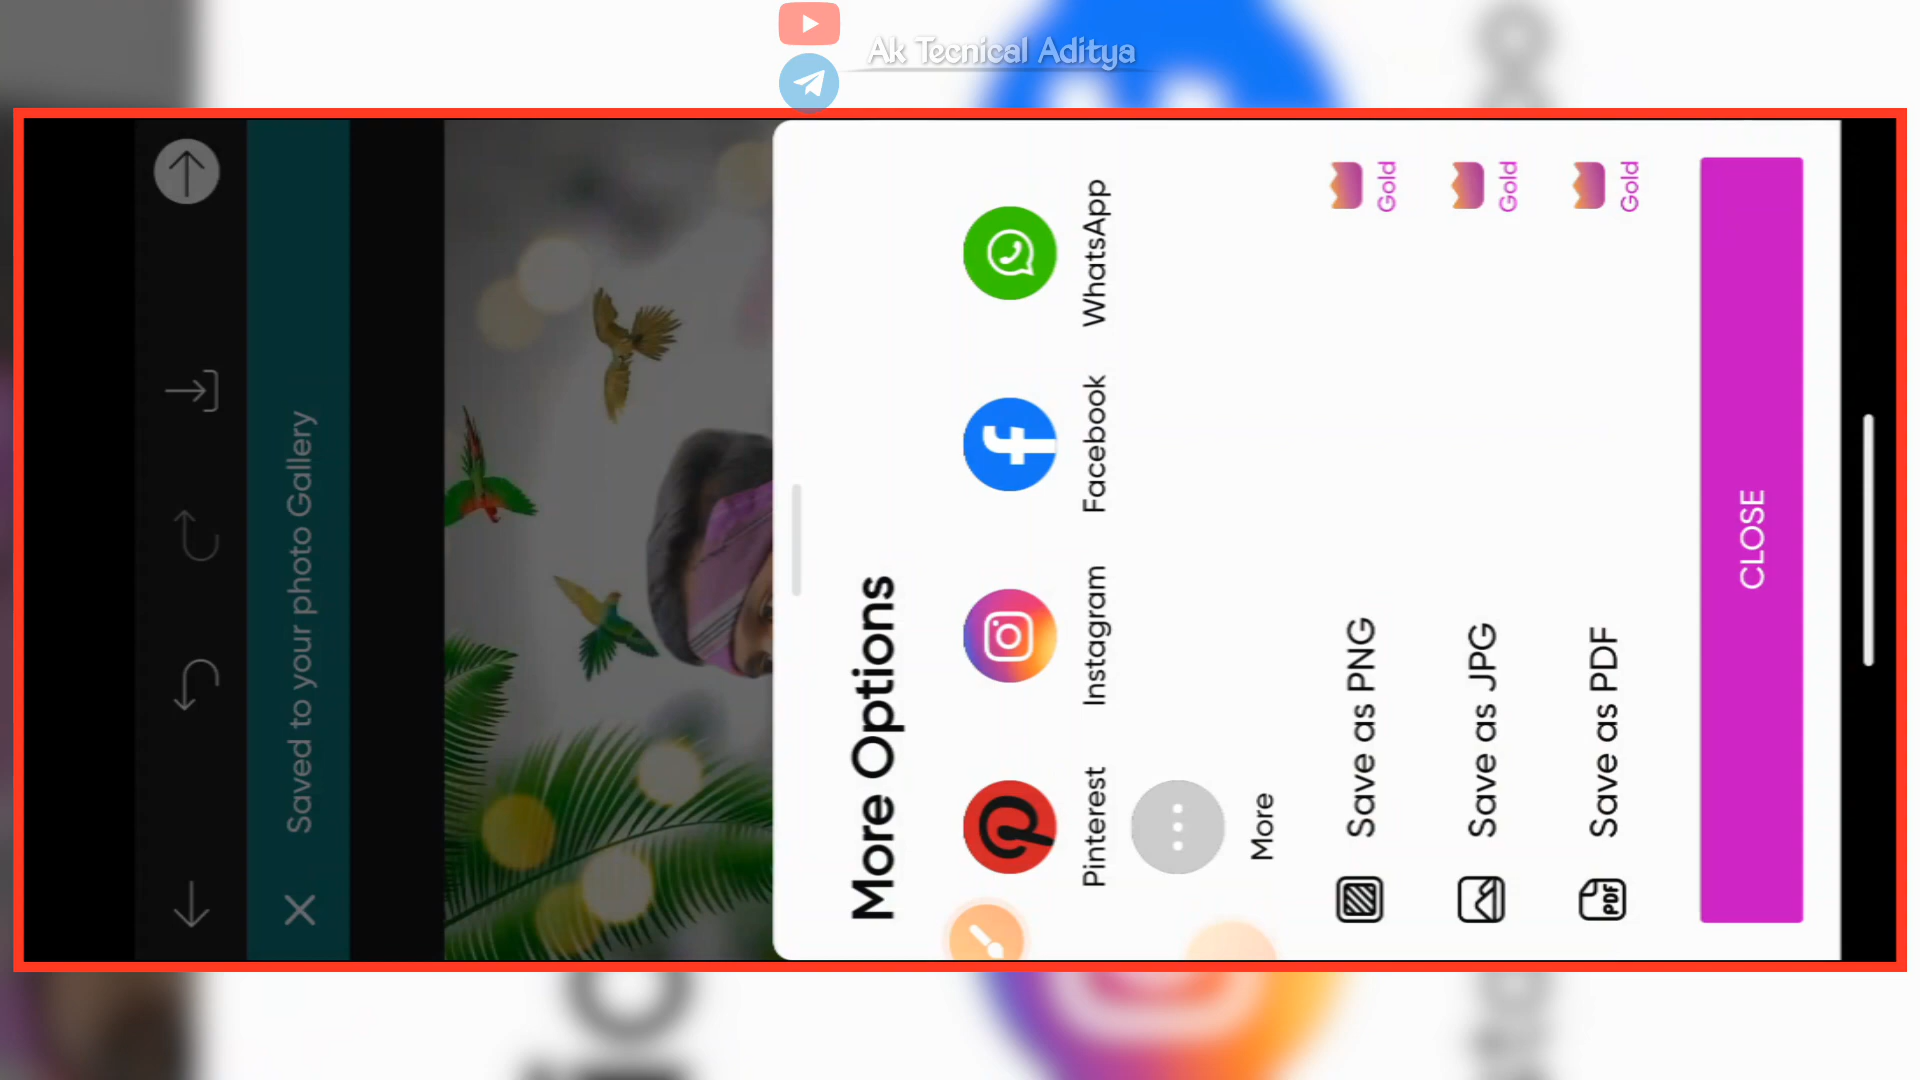 Ak Tecnical Aditya
Saved to your photo Gallery
More Options
Pinterest
Instagram
Facebook
WhatsApp
More
Save as PNG
Gold
Save as JPG
Gold
Save as PDF
PDF
Gold
CLOSE